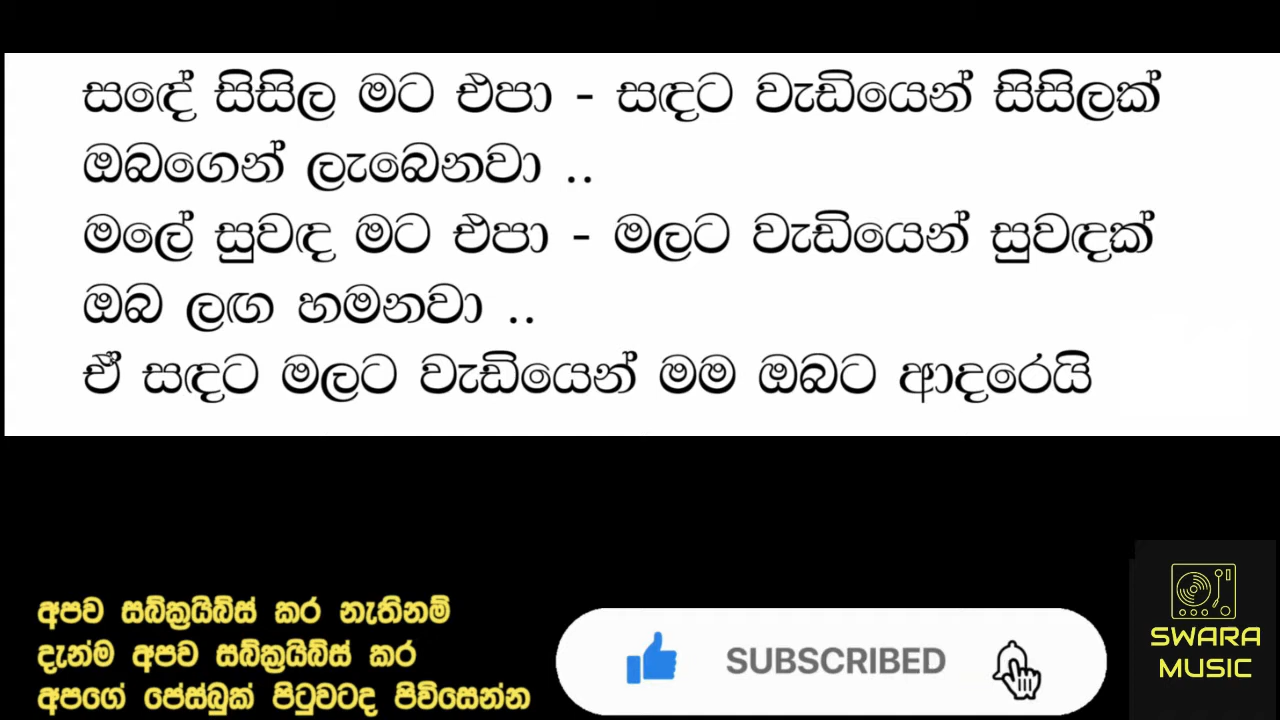 සඳේ සිසිල මට එපා - සඳට වැඩියෙන් සිසිලක්
ඔබගෙන් ලැබෙනවා ..
මලේ සුවඳ මට එපා - මලට වැඩියෙන් සුවඳක්
ඔබ ලඟ හමනවා ..
ඒ සඳට මලට වැඩියෙන් මම ඔබට ආදරෙයි
අපව සබ්ක්‍රයිබ්ස් කර නැතිනම්
දැන්ම අපව සබ්ක්‍රයිබ්ස් කර
අපගේ පේස්බුක් පිටුවටද පිවිසෙන්න
SUBSCRIBED
SWARA
MUSIC